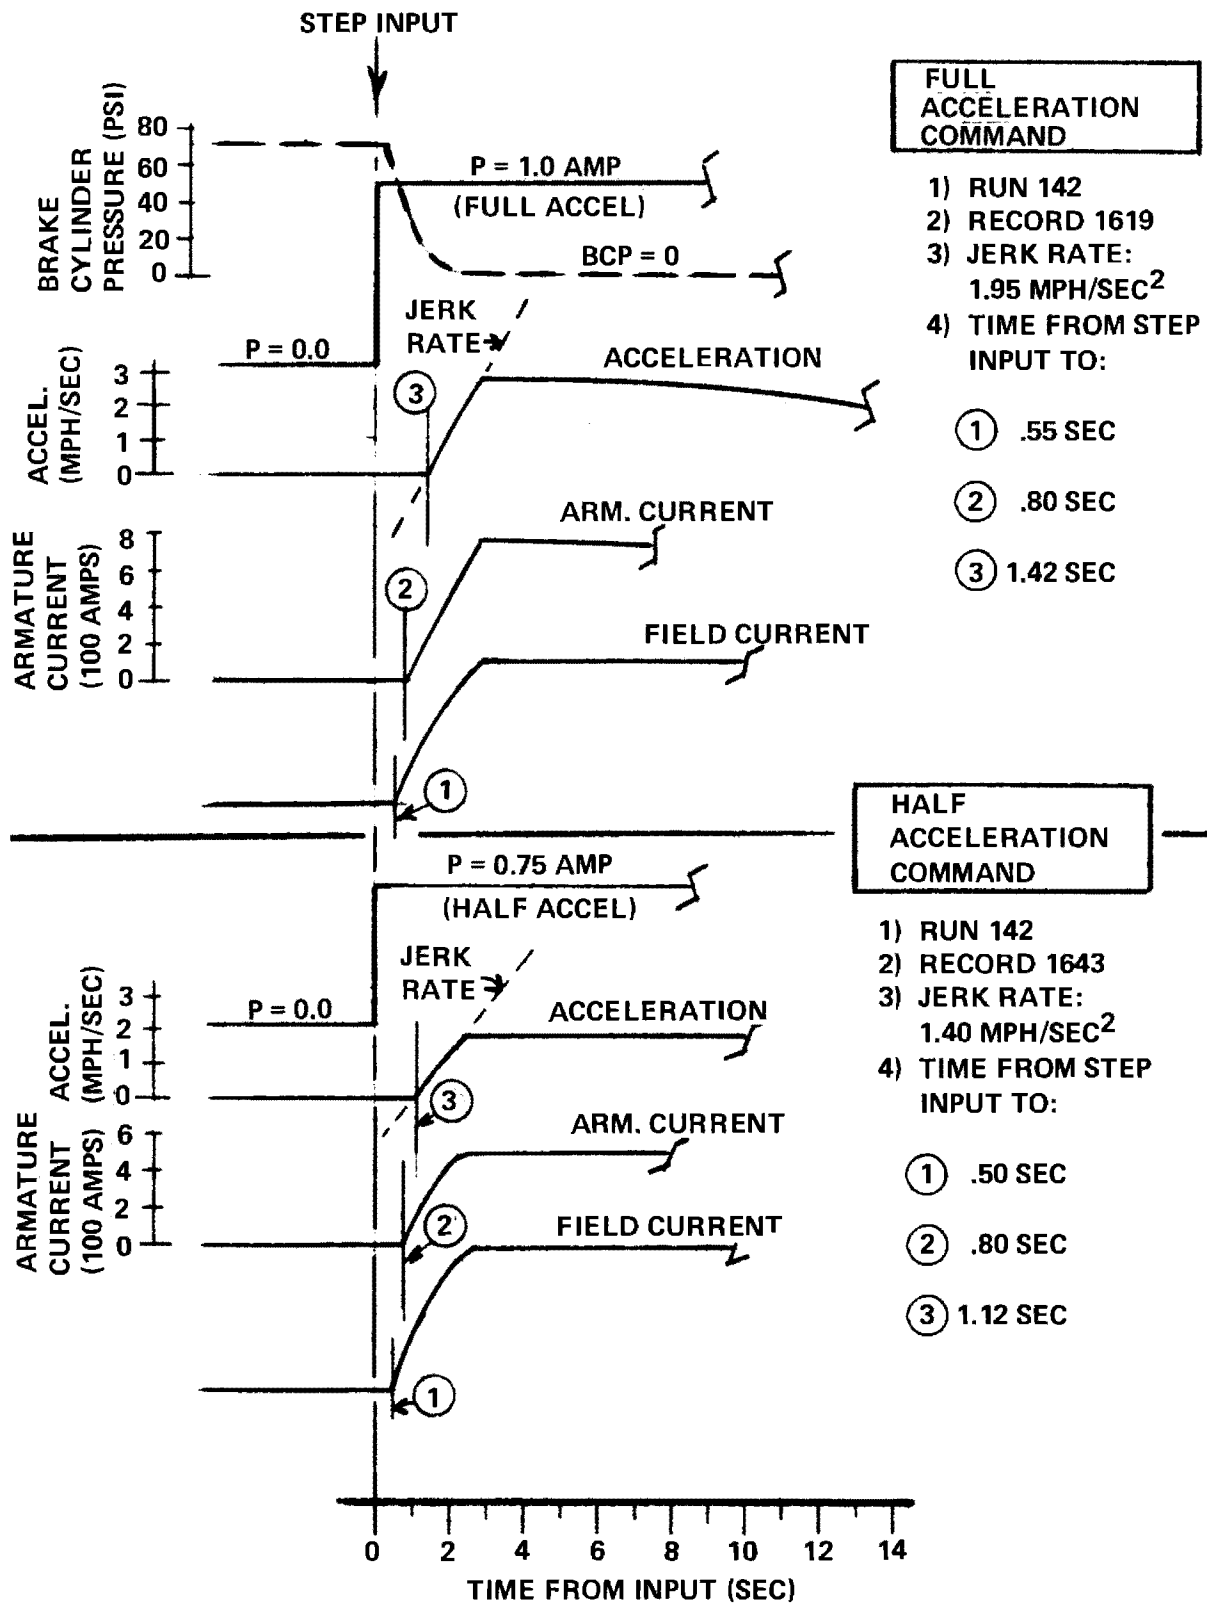 STEP INPUT
BRAKE
CYLINDER
PRESSURE (PSI)
80
60
40
20
0
P = 1.0 AMP
(FULL ACCEL)
BCP = 0
P = 0.0
JERK
RATE
ACCELERATION
ACCEL.
(MPH/SEC)
3
2
1
0
3
ARM. CURRENT
ARMATURE
CURRENT
(100 AMPS)
8
6
4
2
0
2
FIELD CURRENT
1
FULL
ACCELERATION
COMMAND
1) RUN 142
2) RECORD 1619
3) JERK RATE:
1.95 MPH/SEC²
4) TIME FROM STEP
INPUT TO:
1 .55 SEC
2 .80 SEC
3 1.42 SEC
HALF
ACCELERATION
COMMAND
P = 0.75 AMP
(HALF ACCEL)
P = 0.0
JERK
RATE
ACCELERATION
ACCEL.
(MPH/SEC)
3
2
1
0
3
ARM. CURRENT
ARMATURE
CURRENT
(100 AMPS)
6
4
2
0
2
FIELD CURRENT
1
1) RUN 142
2) RECORD 1643
3) JERK RATE:
1.40 MPH/SEC²
4) TIME FROM STEP
INPUT TO:
1 .50 SEC
2 .80 SEC
3 1.12 SEC
0 2 4 6 8 10 12 14
TIME FROM INPUT (SEC)